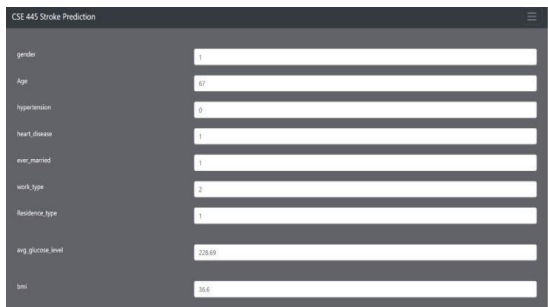 CSE 445 Stroke Prediction
gender
1
Age
67
hypertension
0
heart_disease
1
ever_married
1
work_type
2
Residence_type
1
avg_glucose_level
228.69
bmi
36.6